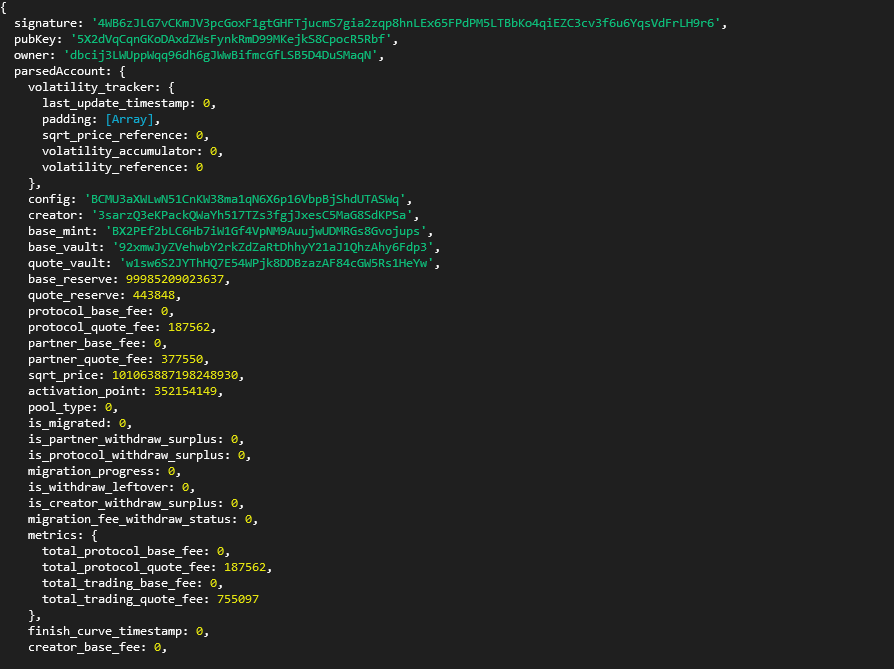 {
  signature: '4WB6zJLG7vCKmJV3pcGoxF1gtGHFTjucmS7gia2zqp8hnLEx65FPdPM5LTBbKo4qiEZC3cv3f6u6YqsVdFrLH9r6',
  pubKey: '5X2dVqCqnGKoDAxdZWsFynkRmD99MKejkS8CpocR5Rbf',
  owner: 'dbcij3LWUppWqq96dh6gJWwBifmcGfLSB5D4DuSMaqN',
  parsedAccount: {
    volatility_tracker: {
      last_update_timestamp: 0,
      padding: [Array],
      sqrt_price_reference: 0,
      volatility_accumulator: 0,
      volatility_reference: 0
    },
    config: 'BCMU3aXWLwN51CnKW38ma1qN6X6p16VbpBjShdUTASWq',
    creator: '3sarzQ3eKPackQWaYh517TZs3fgjJxesC5MaG8SdKPSa',
    base_mint: 'BX2PEf2bLC6Hb7iW1Gf4VpNM9AuujwUDMRGs8Gvojups',
    base_vault: '92xmwJyZVehwbY2rkZdZaRtDhhyY21aJ1QhzAhy6Fdp3',
    quote_vault: 'w1sw6S2JYThHQ7E54WPjk8DDBzazAF84cGW5Rs1HeYw',
    base_reserve: 99985209023637,
    quote_reserve: 443848,
    protocol_base_fee: 0,
    protocol_quote_fee: 187562,
    partner_base_fee: 0,
    partner_quote_fee: 377550,
    sqrt_price: 101063887198248930,
    activation_point: 352154149,
    pool_type: 0,
    is_migrated: 0,
    is_partner_withdraw_surplus: 0,
    is_protocol_withdraw_surplus: 0,
    migration_progress: 0,
    is_withdraw_leftover: 0,
    is_creator_withdraw_surplus: 0,
    migration_fee_withdraw_status: 0,
    metrics: {
      total_protocol_base_fee: 0,
      total_protocol_quote_fee: 187562,
      total_trading_base_fee: 0,
      total_trading_quote_fee: 755097
    },
    finish_curve_timestamp: 0,
    creator_base_fee: 0,